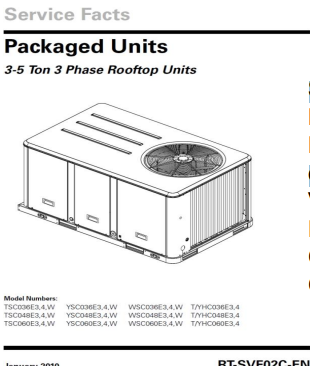 Service Facts
Packaged Units
3-5 Ton 3 Phase Rooftop Units
Model Numbers:
TSC036E3,4,W YSC036E3,4,W WSC036E3,4,W T/YHC036E3,4
TSC048E3,4,W YSC048E3,4,W WSC048E3,4,W T/YHC048E3,4
TSC060E3,4,W YSC060E3,4,W WSC060E3,4,W T/YHC060E3,4
January 2010 RT-SVF02C-EN